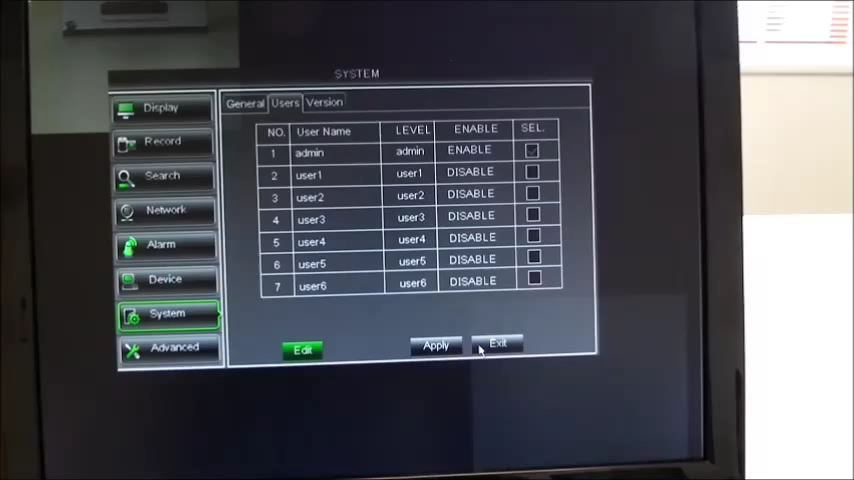 SYSTEM
Display
Record
Search
Network
Alarm
Device
System
Advanced
General Users Version
NO. User Name LEVEL ENABLE SEL.
1 admin admin ENABLE
2 user1 user1 DISABLE
3 user2 user2 DISABLE
4 user3 user3 DISABLE
5 user4 user4 DISABLE
6 user5 user5 DISABLE
7 user6 user6 DISABLE
Edit Apply Exit